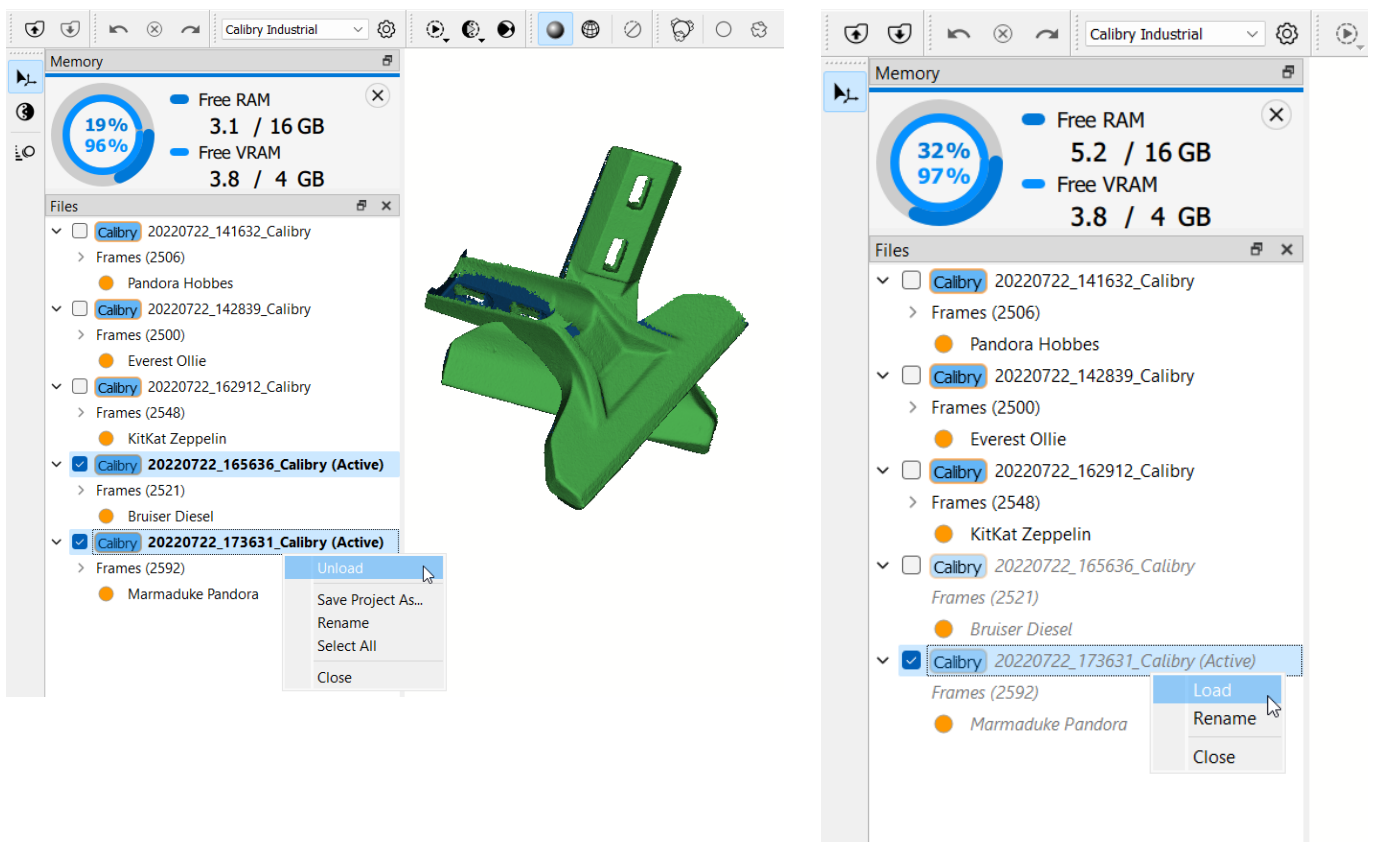 Calibry Industrial
Memory
19%
96%
Free RAM
3.1 / 16 GB
Free VRAM
3.8 / 4 GB
Files
Calibry 20220722_141632_Calibry
Frames (2506)
Pandora Hobbes
Calibry 20220722_142839_Calibry
Frames (2500)
Everest Ollie
Calibry 20220722_162912_Calibry
Frames (2548)
KitKat Zeppelin
Calibry 20220722_165636_Calibry (Active)
Frames (2521)
Bruiser Diesel
Calibry 20220722_173631_Calibry (Active)
Frames (2592)
Marmaduke Pandora
Unload
Save Project As...
Rename
Select All
Close
Calibry Industrial
Memory
32%
97%
Free RAM
5.2 / 16 GB
Free VRAM
3.8 / 4 GB
Files
Calibry 20220722_141632_Calibry
Frames (2506)
Pandora Hobbes
Calibry 20220722_142839_Calibry
Frames (2500)
Everest Ollie
Calibry 20220722_162912_Calibry
Frames (2548)
KitKat Zeppelin
Calibry 20220722_165636_Calibry
Frames (2521)
Bruiser Diesel
Calibry 20220722_173631_Calibry (Active)
Frames (2592)
Marmaduke Pandora
Load
Rename
Close